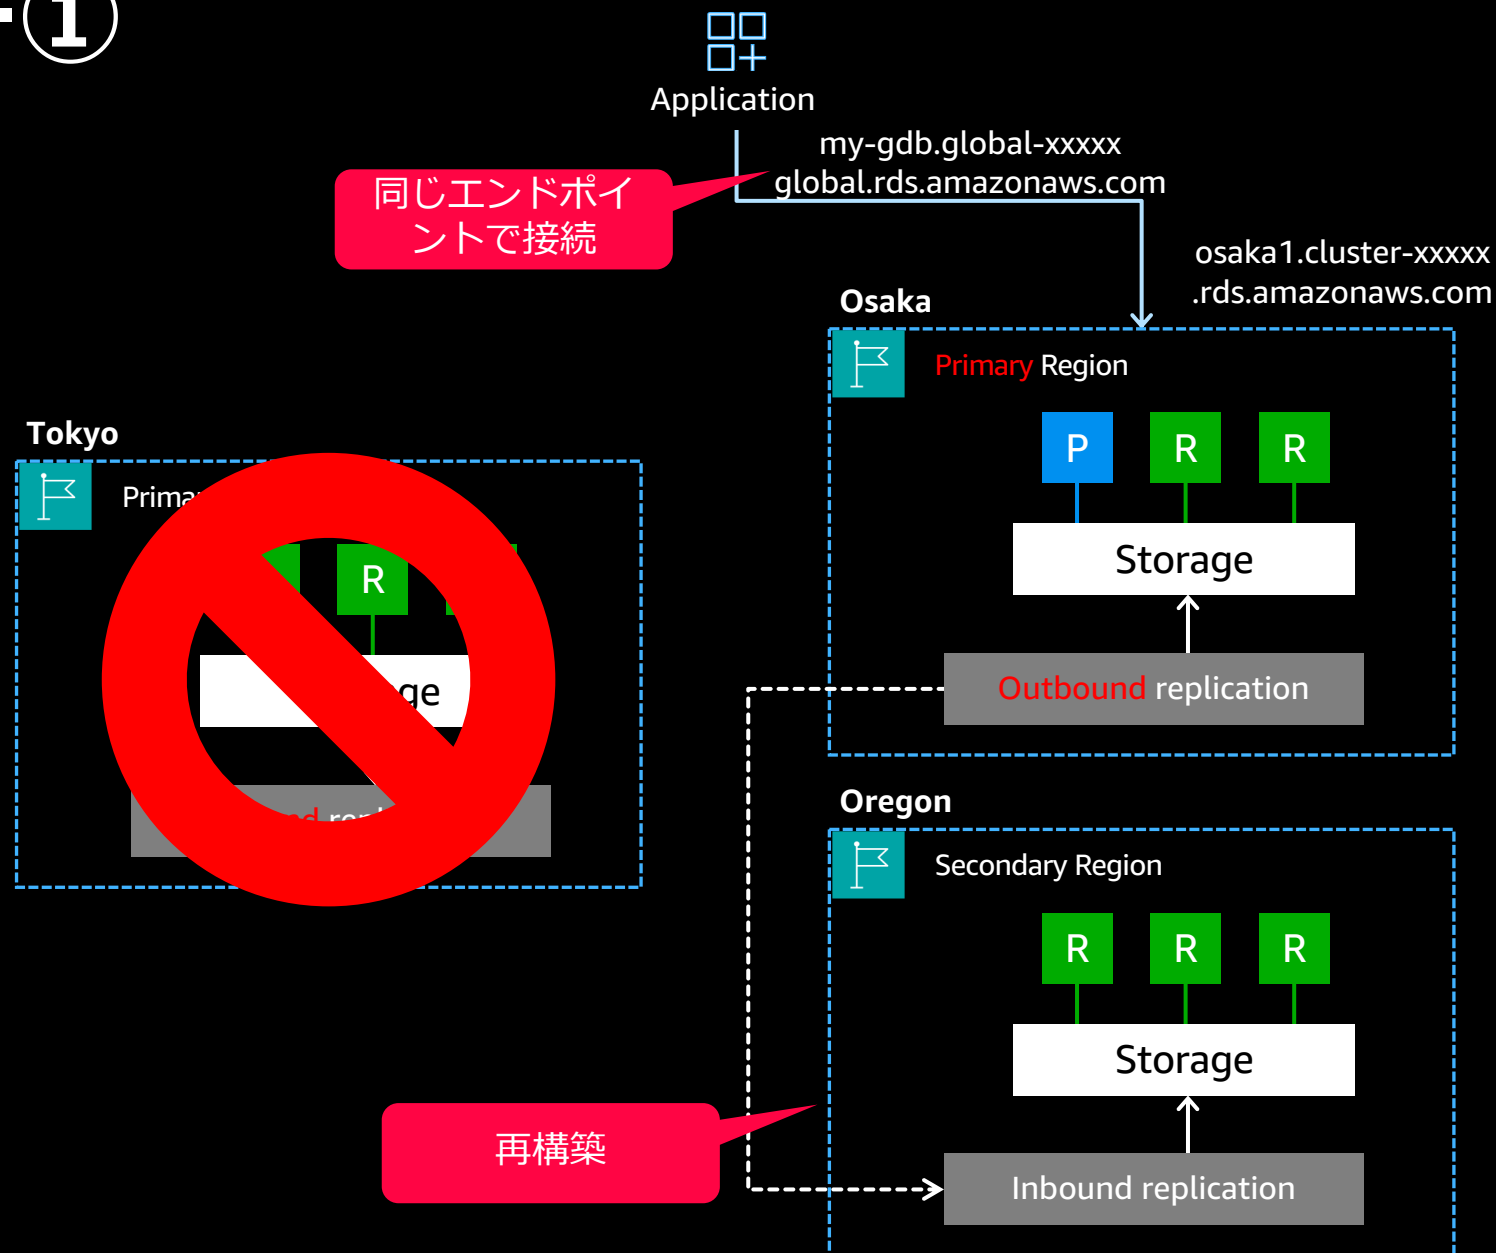 ①
Application
my-gdb.global-xxxxx
global.rds.amazonaws.com
同じエンドポイ
ントで接続
osaka1.cluster-xxxxx
.rds.amazonaws.com
Osaka
Primary Region
P R R
Storage
Outbound replication
Tokyo
R
Oregon
Secondary Region
R R R
Storage
Inbound replication
再構築